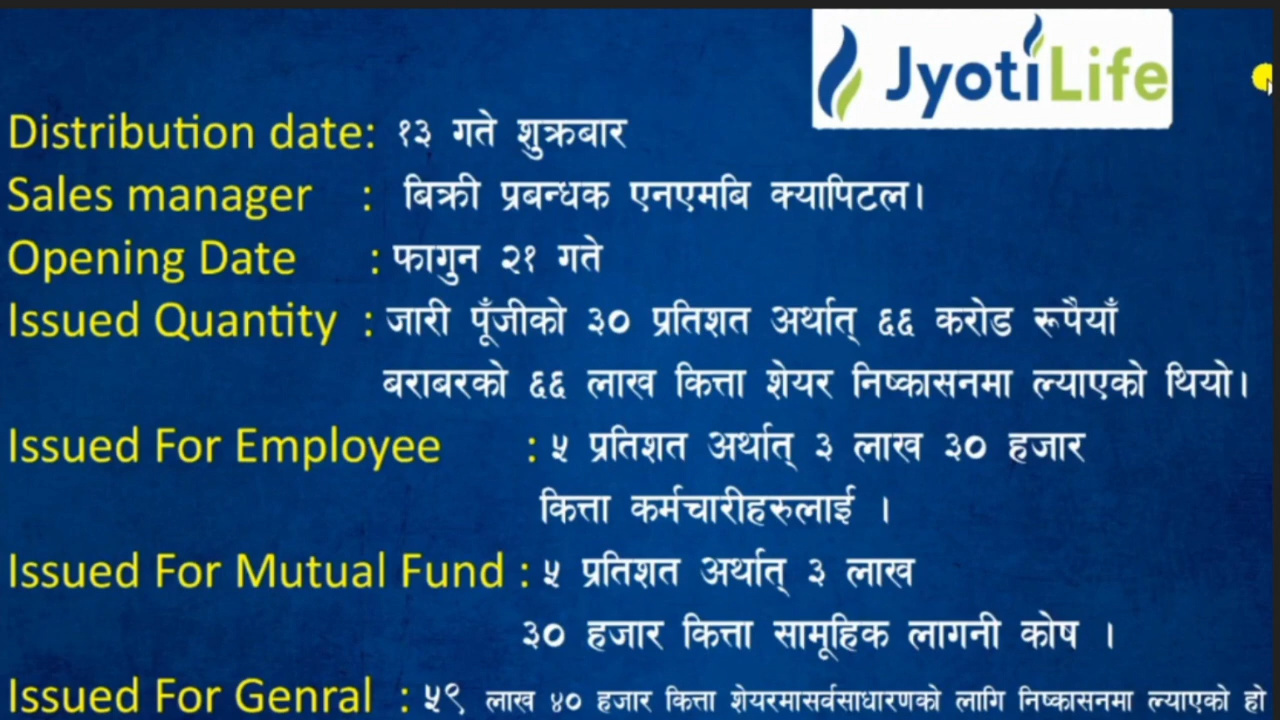 JyotiLife
Distribution date: १३ गते शुक्रबार
Sales manager : बिक्री प्रबन्धक एनएमबि क्यापिटल।
Opening Date : फागुन २१ गते
Issued Quantity : जारी पूँजीको ३० प्रतिशत अर्थात् ६६ करोड रूपैयाँ
बराबरको ६६ लाख कित्ता शेयर निष्कासनमा ल्याएको थियो।
Issued For Employee : ५ प्रतिशत अर्थात् ३ लाख ३० हजार
कित्ता कर्मचारीहरुलाई ।
Issued For Mutual Fund : ५ प्रतिशत अर्थात् ३ लाख
३० हजार कित्ता सामूहिक लागनी कोष ।
Issued For Genral : ५९ लाख ४० हजार कित्ता शेयरमासर्वसाधारणको लागि निष्कासनमा ल्याएको हो